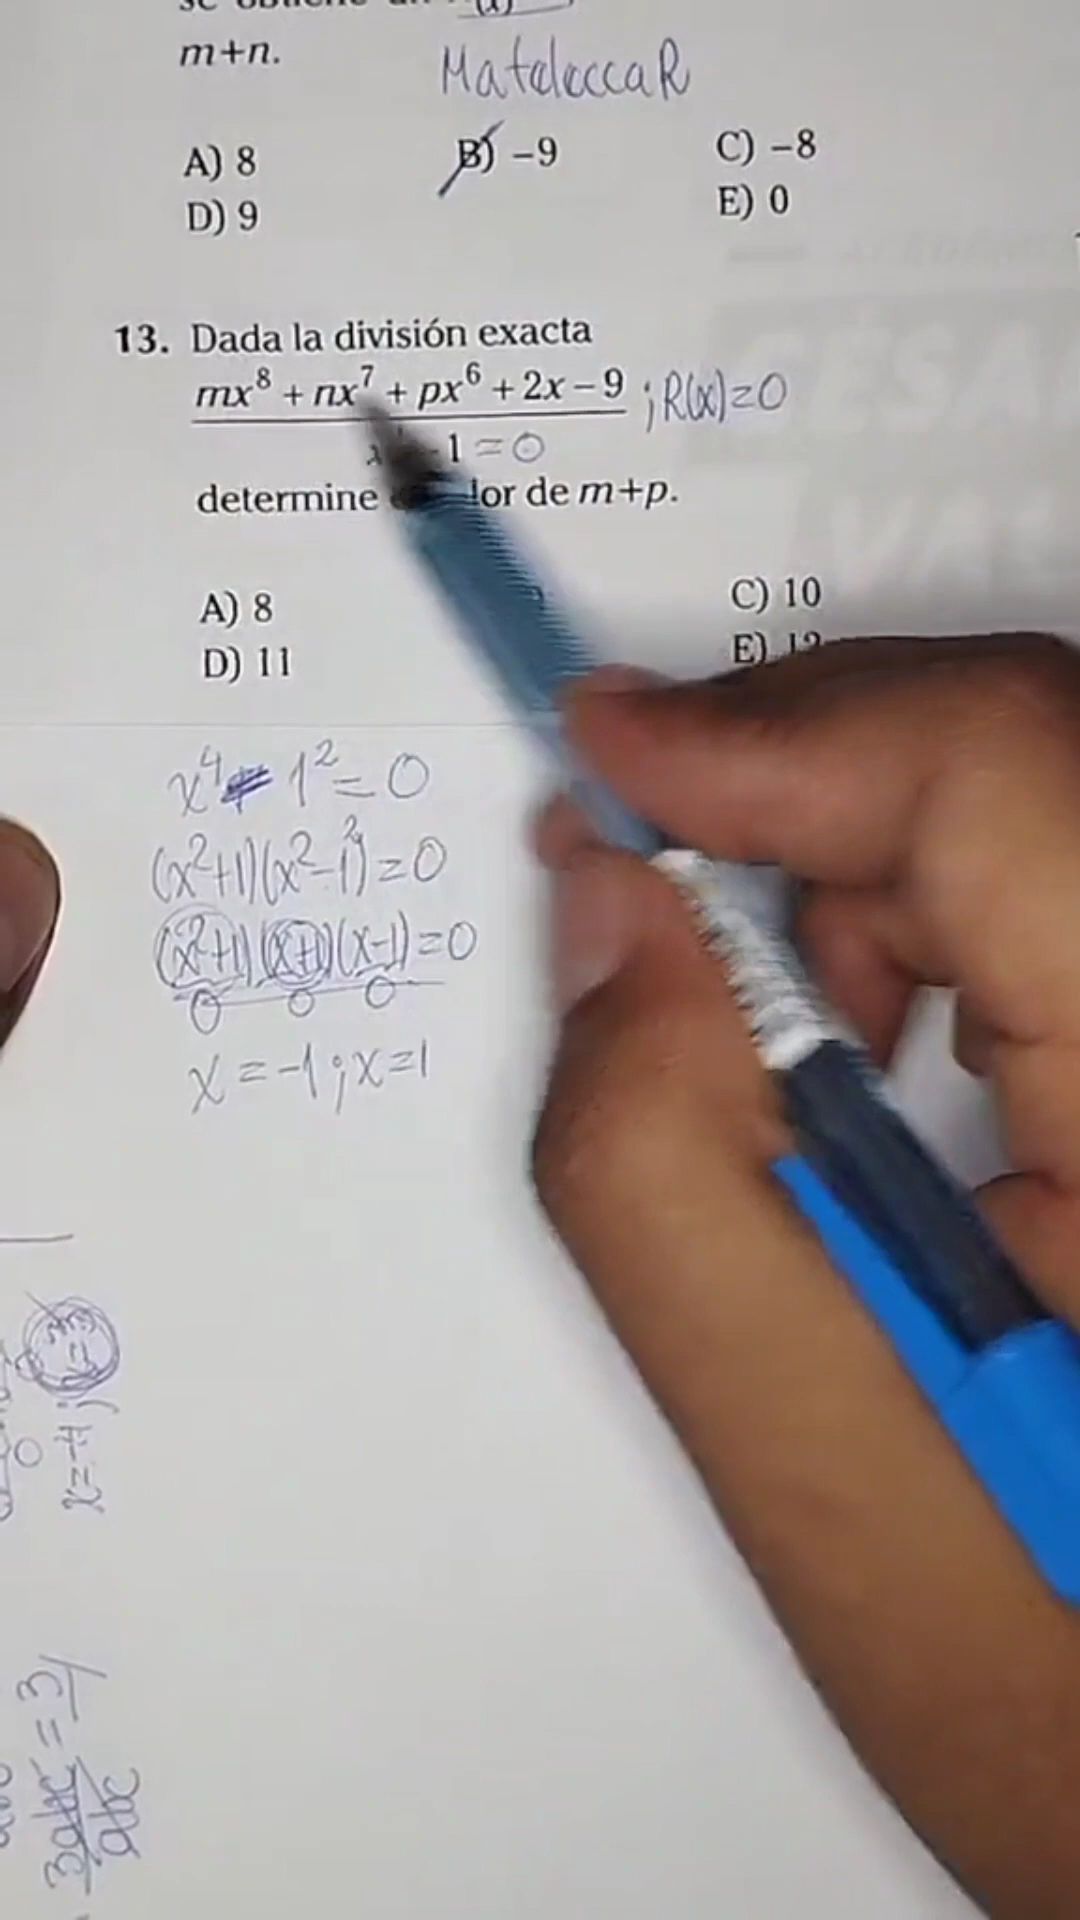 m+n.
MataloccaR
A) 8
B) −9
C) −8
D) 9
E) 0
13. Dada la división exacta
mx⁸ + nx⁷ + px⁶ + 2x − 9 ; R(x)=0
1 = 0
determine lor de m+p.
A) 8
C) 10
D) 11
E)
x⁴ 1² = 0
(x²+1)(x²-1²)=0
(x²+1)(x+1)(x-1)=0
0 0 0
x = -1 ; x=1